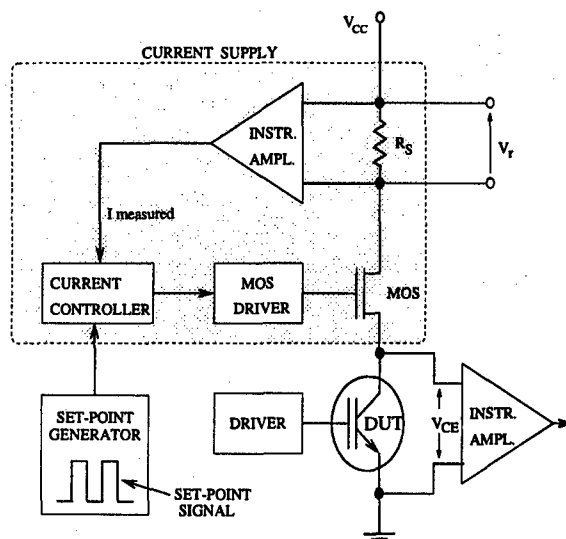 V_CC
CURRENT SUPPLY
INSTR.
AMPL.
R_S
V_r
I measured
CURRENT
CONTROLLER
MOS
DRIVER
MOS
SET-POINT
GENERATOR
SET-POINT
SIGNAL
DRIVER
DUT
V_CE
INSTR.
AMPL.